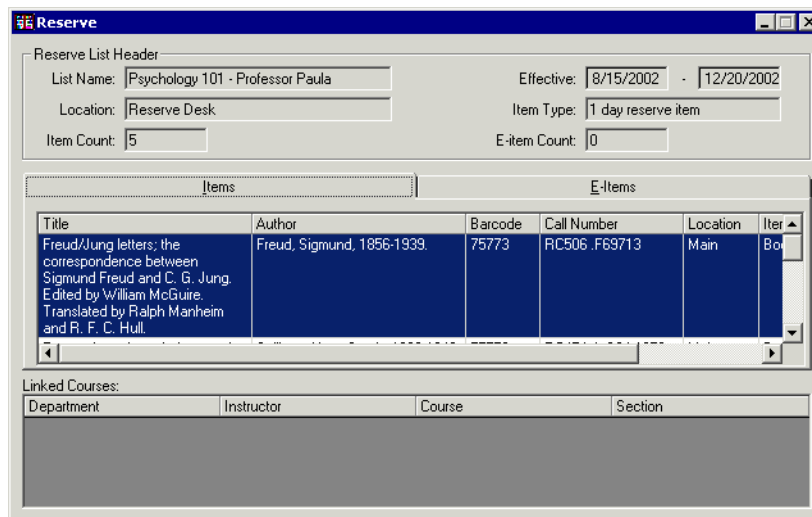 Reserve
Reserve List Header
List Name: Psychology 101 - Professor Paula Effective: 8/15/2002 - 12/20/2002
Location: Reserve Desk Item Type: 1 day reserve item
Item Count: 5 E-item Count: 0
Items E-Items
Title Author Barcode Call Number Location
Freud/Jung letters; the Freud, Sigmund, 1856-1939. 75773 RC506 .F69713 Main
correspondence between
Sigmund Freud and C. G. Jung.
Edited by William McGuire.
Translated by Ralph Manheim
and R. F. C. Hull.
Linked Courses:
Department Instructor Course Section